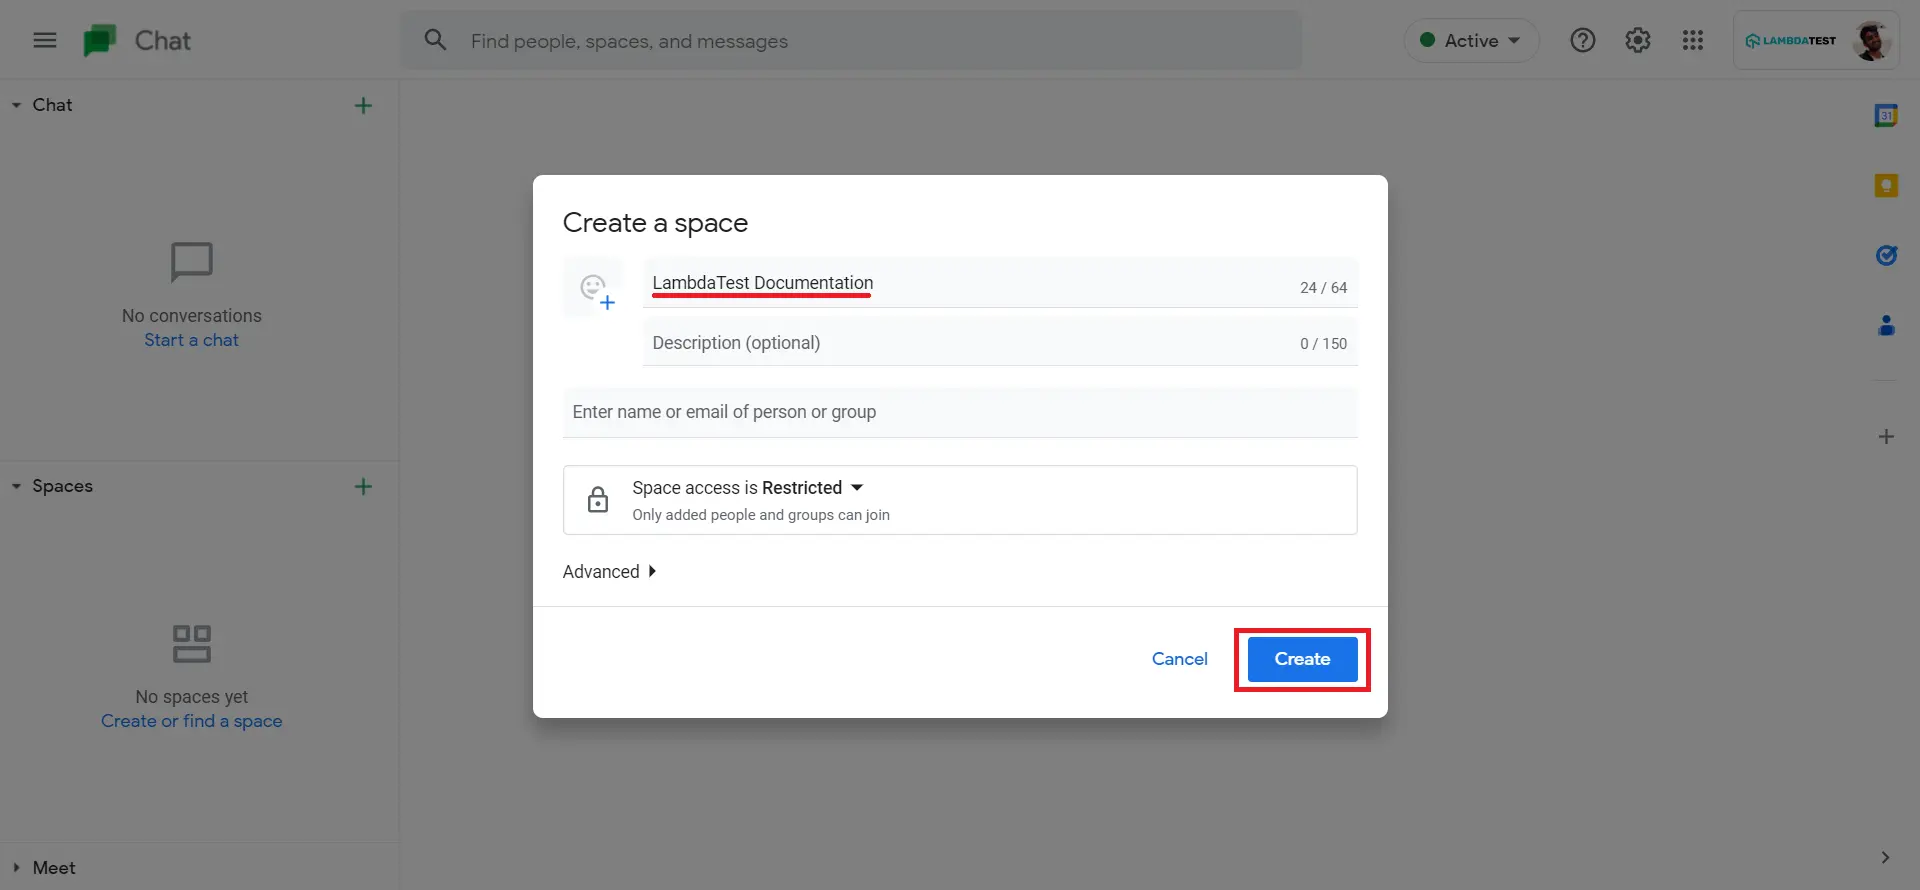 Chat
Find people, spaces, and messages
Active
LAMBDATEST
Chat
31
No conversations
Start a chat
Create a space
LambdaTest Documentation
24 / 64
Description (optional)
0 / 150
Enter name or email of person or group
Space access is Restricted
Only added people and groups can join
Advanced
Cancel
Create
Spaces
No spaces yet
Create or find a space
Meet